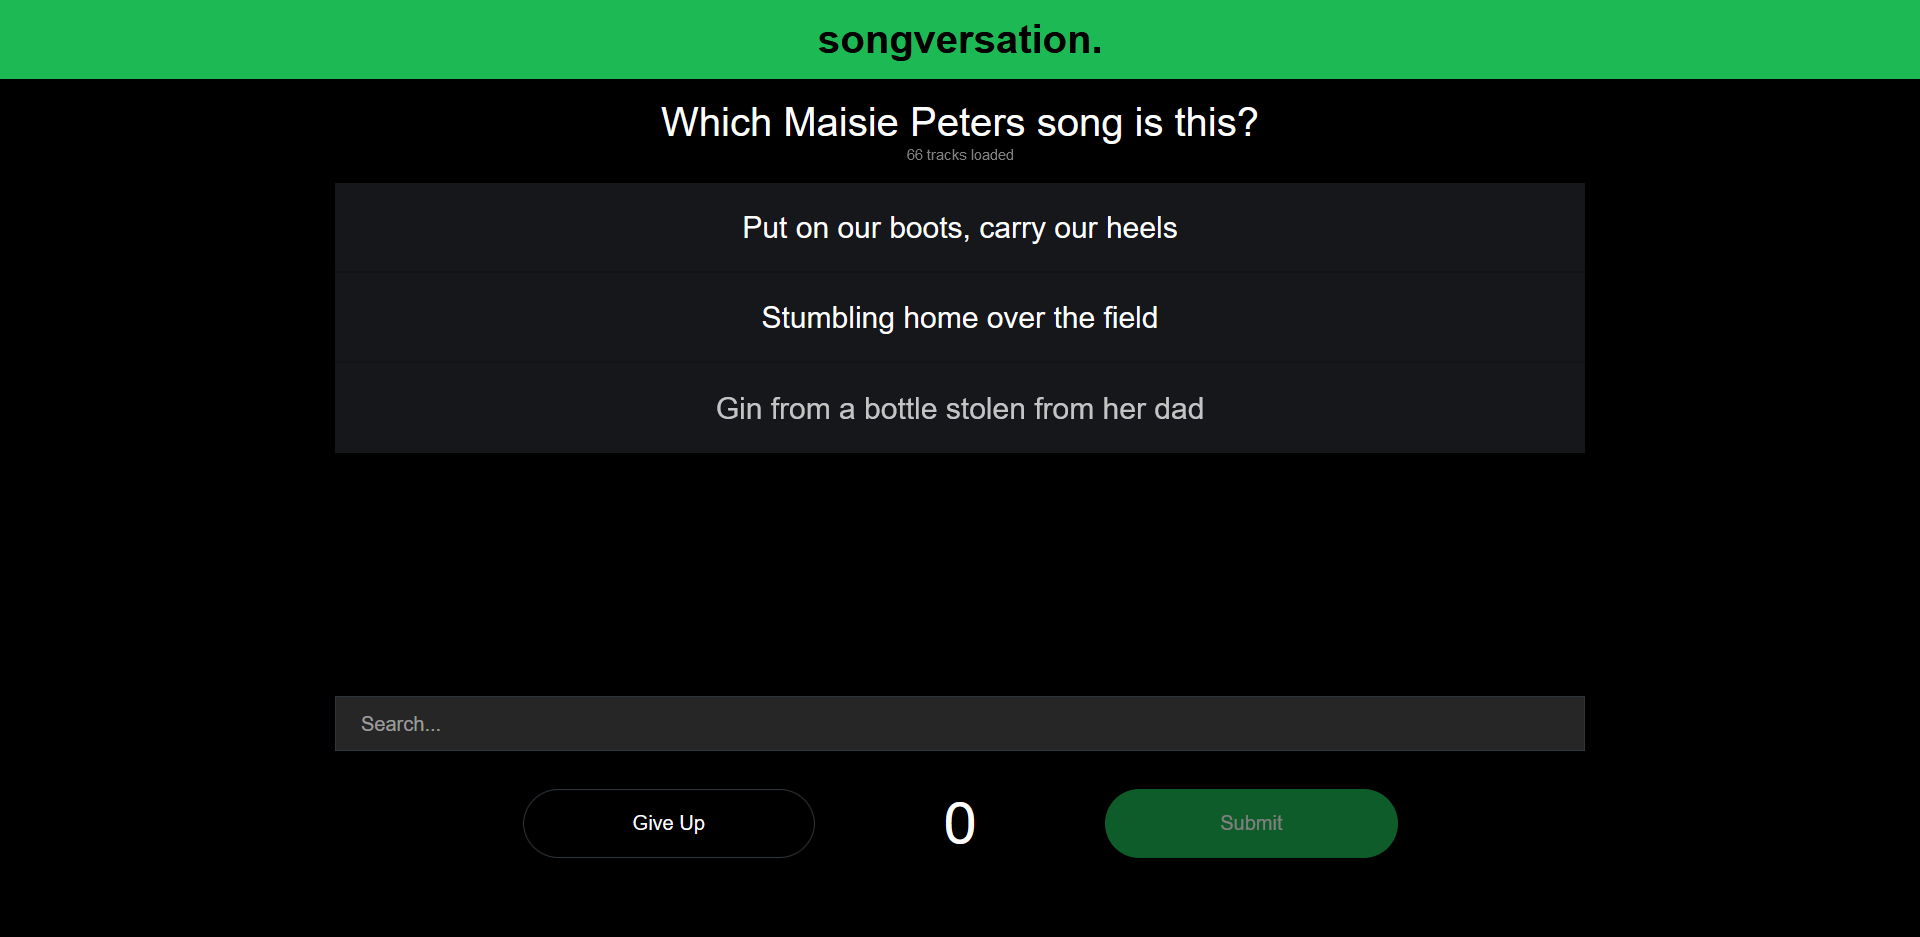 songversation.
Which Maisie Peters song is this?
66 tracks loaded
Put on our boots, carry our heels
Stumbling home over the field
Gin from a bottle stolen from her dad
Search...
Give Up
0
Submit